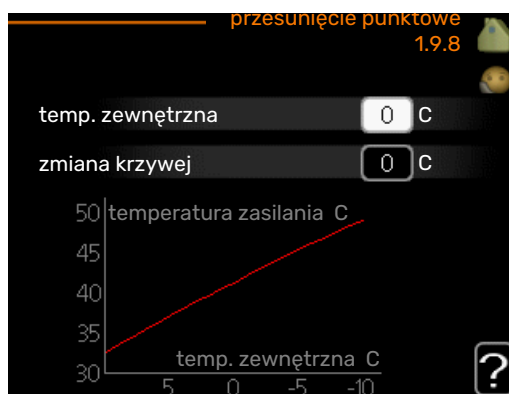 przesunięcie punktowe
1.9.8
temp. zewnętrzna 0 C
zmiana krzywej 0 C
50 temperatura zasilania C
45
40
35
30
temp. zewnętrzna C
5 0 -5 -10
?